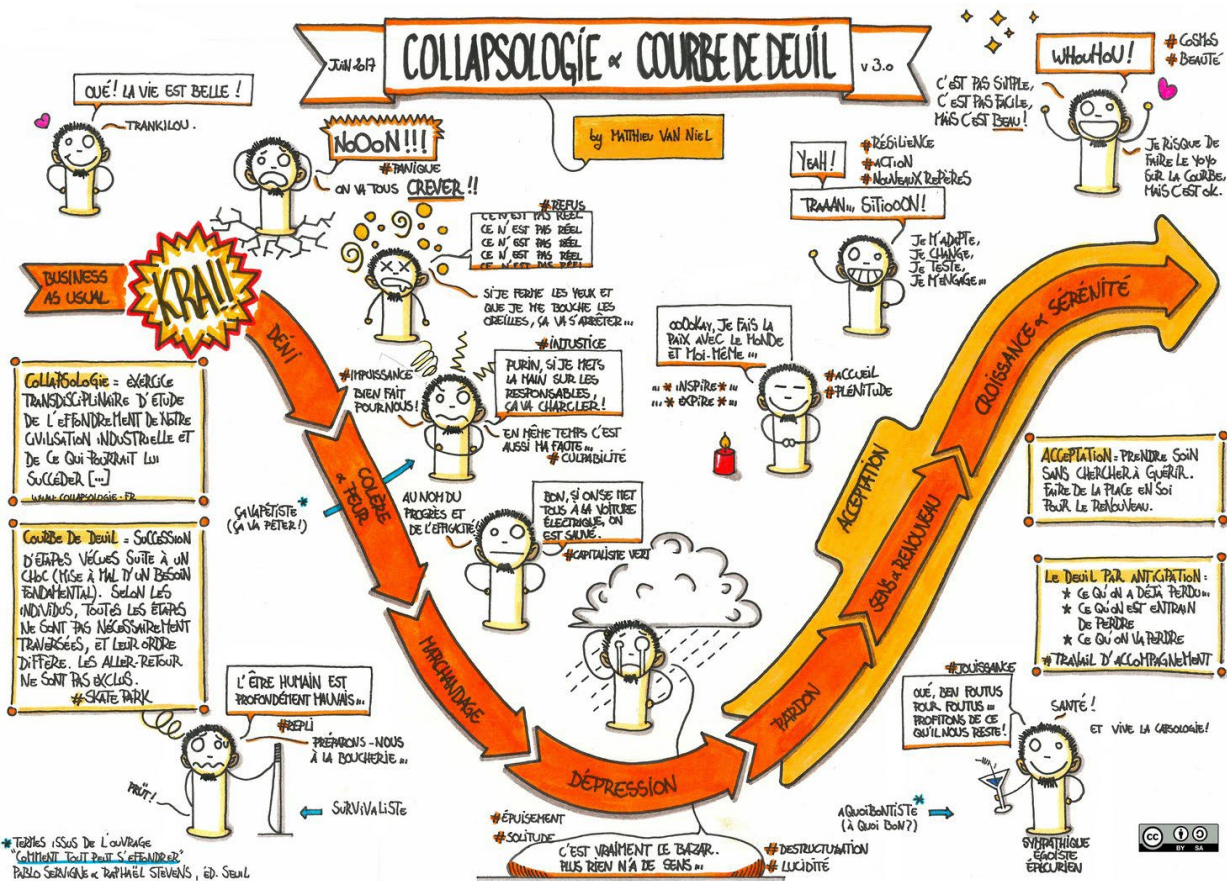 JUIN 2017
COLLAPSOLOGIE & COURBE DE DEUIL
V 3.0
by MATTHIEU VAN NIEL
OUÉ! LA VIE EST BELLE !
TRANKILOU.
NOOON!!!
#PANIQUE
ON VA TOUS CREVER !!
#REFUS
CE N'EST PAS RÉEL
CE N'EST PAS RÉEL
CE N'EST PAS RÉEL
CE N'EST PAS RÉEL
CE N'EST PAS RÉEL
SI JE FERME LES YEUX ET
QUE JE ME BOUCHE LES
OREILLES, ÇA VA S'ARRÊTER...
BUSINESS
AS USUAL
KRA!!
DÉNI
COLÈRE
& PEUR
MARCHANDAGE
DÉPRESSION
PARDON
SENS & RENOUVEAU
ACCEPTATION
CROISSANCE & SÉRÉNITÉ
#INJUSTICE
#IMPUISSANCE
BIEN FAIT
POUR NOUS!
PURIN, SI JE METS
LA MAIN SUR LES
RESPONSABLES,
ÇA VA CHARCLER!
EN MÊME TEMPS C'EST
AUSSI MA FAUTE...
#CULPABILITÉ
ÇAVAPÉTISTE*
(ÇA VA PÉTER!)
AU NOM DU
PROGRÈS ET
DE L'EFFICACITÉ!
BON, SI ON SE MET
TOUS À LA VOITURE
ÉLECTRIQUE, ON
EST SAUVÉ.
#CAPITALISME VERT
#ÉPUISEMENT
#SOLITUDE
C'EST VRAIMENT LE BAZAR.
PLUS RIEN N'A DE SENS...
#DESTRUCTURATION
#LUCIDITÉ
OOOKAY, JE FAIS LA
PAIX AVEC LE MONDE
ET MOI-MÊME...
... * INSPIRE * ...
... * EXPIRE * ...
#ACCUEIL
#PLÉNITUDE
YEAH!
#RÉSILIENCE
#ACTION
#NOUVEAUX REPÈRES
TRAAAN... SITIOOON!
JE M'ADAPTE,
JE CHANGE,
JE TESTE,
JE M'ENGAGE...
WHOUHOU!
#COSMOS
#BEAUTÉ
C'EST PAS SIMPLE,
C'EST PAS FACILE,
MAIS C'EST BEAU!
JE RISQUE DE
FAIRE LE YOYO
SUR LA COURBE,
MAIS C'EST OK.
COLLAPSOLOGIE = EXERCICE
TRANSDISCIPLINAIRE D'ÉTUDE
DE L'EFFONDREMENT DE NOTRE
CIVILISATION INDUSTRIELLE ET
DE CE QUI POURRAIT LUI
SUCCÉDER [...]
WWW.COLLAPSOLOGIE.FR
COURBE DE DEUIL = SUCCESSION
D'ÉTAPES VÉCUES SUITE À UN
CHOC (MISE À MAL D'UN BESOIN
FONDAMENTAL). SELON LES
INDIVIDUS, TOUTES LES ÉTAPES
NE SONT PAS NÉCESSAIREMENT
TRAVERSÉES, ET LEUR ORDRE
DIFFÈRE. LES ALLER-RETOUR
NE SONT PAS EXCLUS.
#SKATE PARK
L'ÊTRE HUMAIN EST
PROFONDÉMENT MAUVAIS...
#REPLI
PRÉPARONS-NOUS
À LA BOUCHERIE...
PRÜT!
SURVIVALISTE
* TERMES ISSUS DE L'OUVRAGE
"COMMENT TOUT PEUT S'EFFONDRER"
PABLO SERVIGNE & RAPHAËL STEVENS, ÉD. SEUIL
ACCEPTATION = PRENDRE SOIN
SANS CHERCHER À GUÉRIR.
FAIRE DE LA PLACE EN SOI
POUR LE RENOUVEAU.
LE DEUIL PAR ANTICIPATION :
* CE QU'ON A DÉJÀ PERDU...
* CE QU'ON EST ENTRAIN
DE PERDRE
* CE QU'ON VA PERDRE
#TRAVAIL D'ACCOMPAGNEMENT
#JOUISSANCE
OUÉ, BEN FOUTUS
POUR FOUTUS...
PROFITONS DE CE
QU'IL NOUS RESTE!
SANTÉ!
ET VIVE LA CAPSOLOGIE!
AQUOIBONTISTE*
(À QUOI BON?)
SYMPATHIQUE
ÉGOÏSTE
ÉPICURIEN
CC BY SA